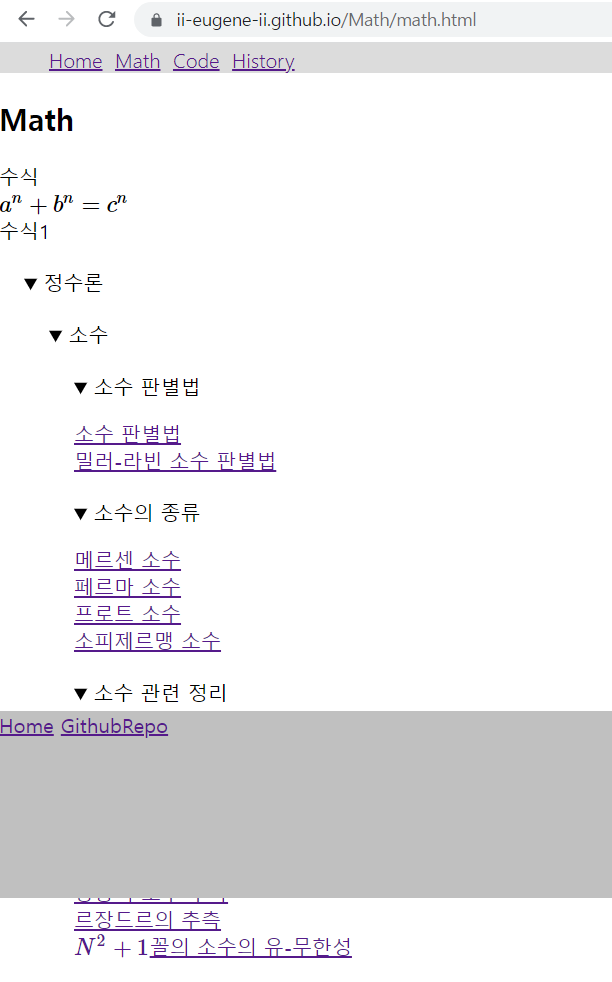 ii-eugene-ii.github.io/Math/math.html
Home Math Code History
Math
수식
aⁿ + bⁿ = cⁿ
수식1
▼ 정수론
▼ 소수
▼ 소수 판별법
소수 판별법
밀러-라빈 소수 판별법
▼ 소수의 종류
메르센 소수
페르마 소수
프로트 소수
소피제르맹 소수
▼ 소수 관련 정리
Home GithubRepo
르장드르의 추측
N² + 1꼴의 소수의 유-무한성